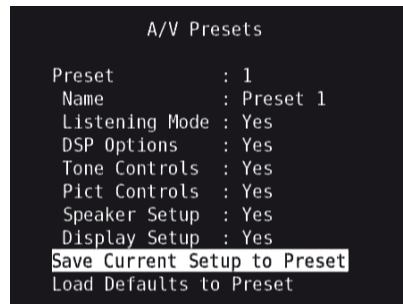 A/V Presets
Preset : 1
Name : Preset 1
Listening Mode : Yes
DSP Options : Yes
Tone Controls : Yes
Pict Controls : Yes
Speaker Setup : Yes
Display Setup : Yes
Save Current Setup to Preset
Load Defaults to Preset